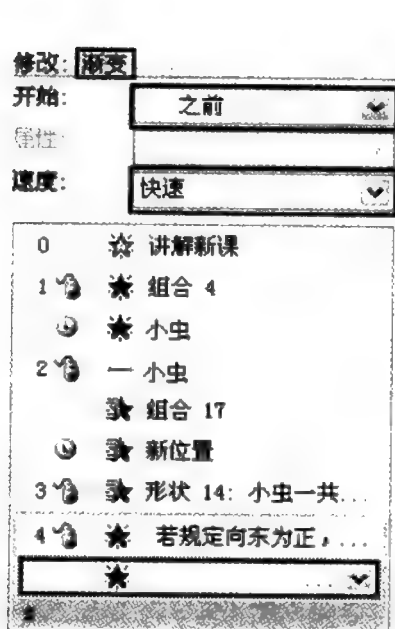 修改: 渐变
开始: 之前
属性:
速度: 快速
0 讲解新课
1 组合 4
小虫
2 小虫
组合 17
新位置
3 形状 14: 小虫一共...
4 若规定向东为正，...
...